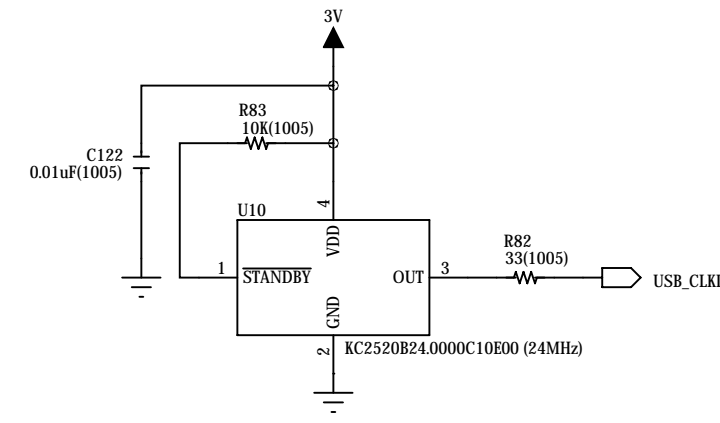 3V
R83
10K(1005)
C122
0.01uF(1005)
U10
4
VDD
R82
33(1005)
1
STANDBY
OUT
3
USB_CLKI
GND
2
KC2520B24.0000C10E00 (24MHz)